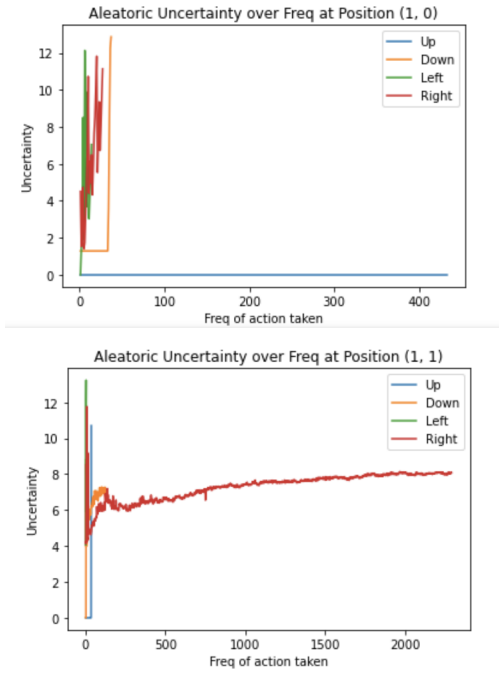 Aleatoric Uncertainty over Freq at Position (1, 0)
12
10
8
6
4
2
0
Uncertainty
Up
Down
Left
Right
0 100 200 300 400
Freq of action taken
Aleatoric Uncertainty over Freq at Position (1, 1)
12
10
8
6
4
2
0
Uncertainty
Up
Down
Left
Right
0 500 1000 1500 2000
Freq of action taken